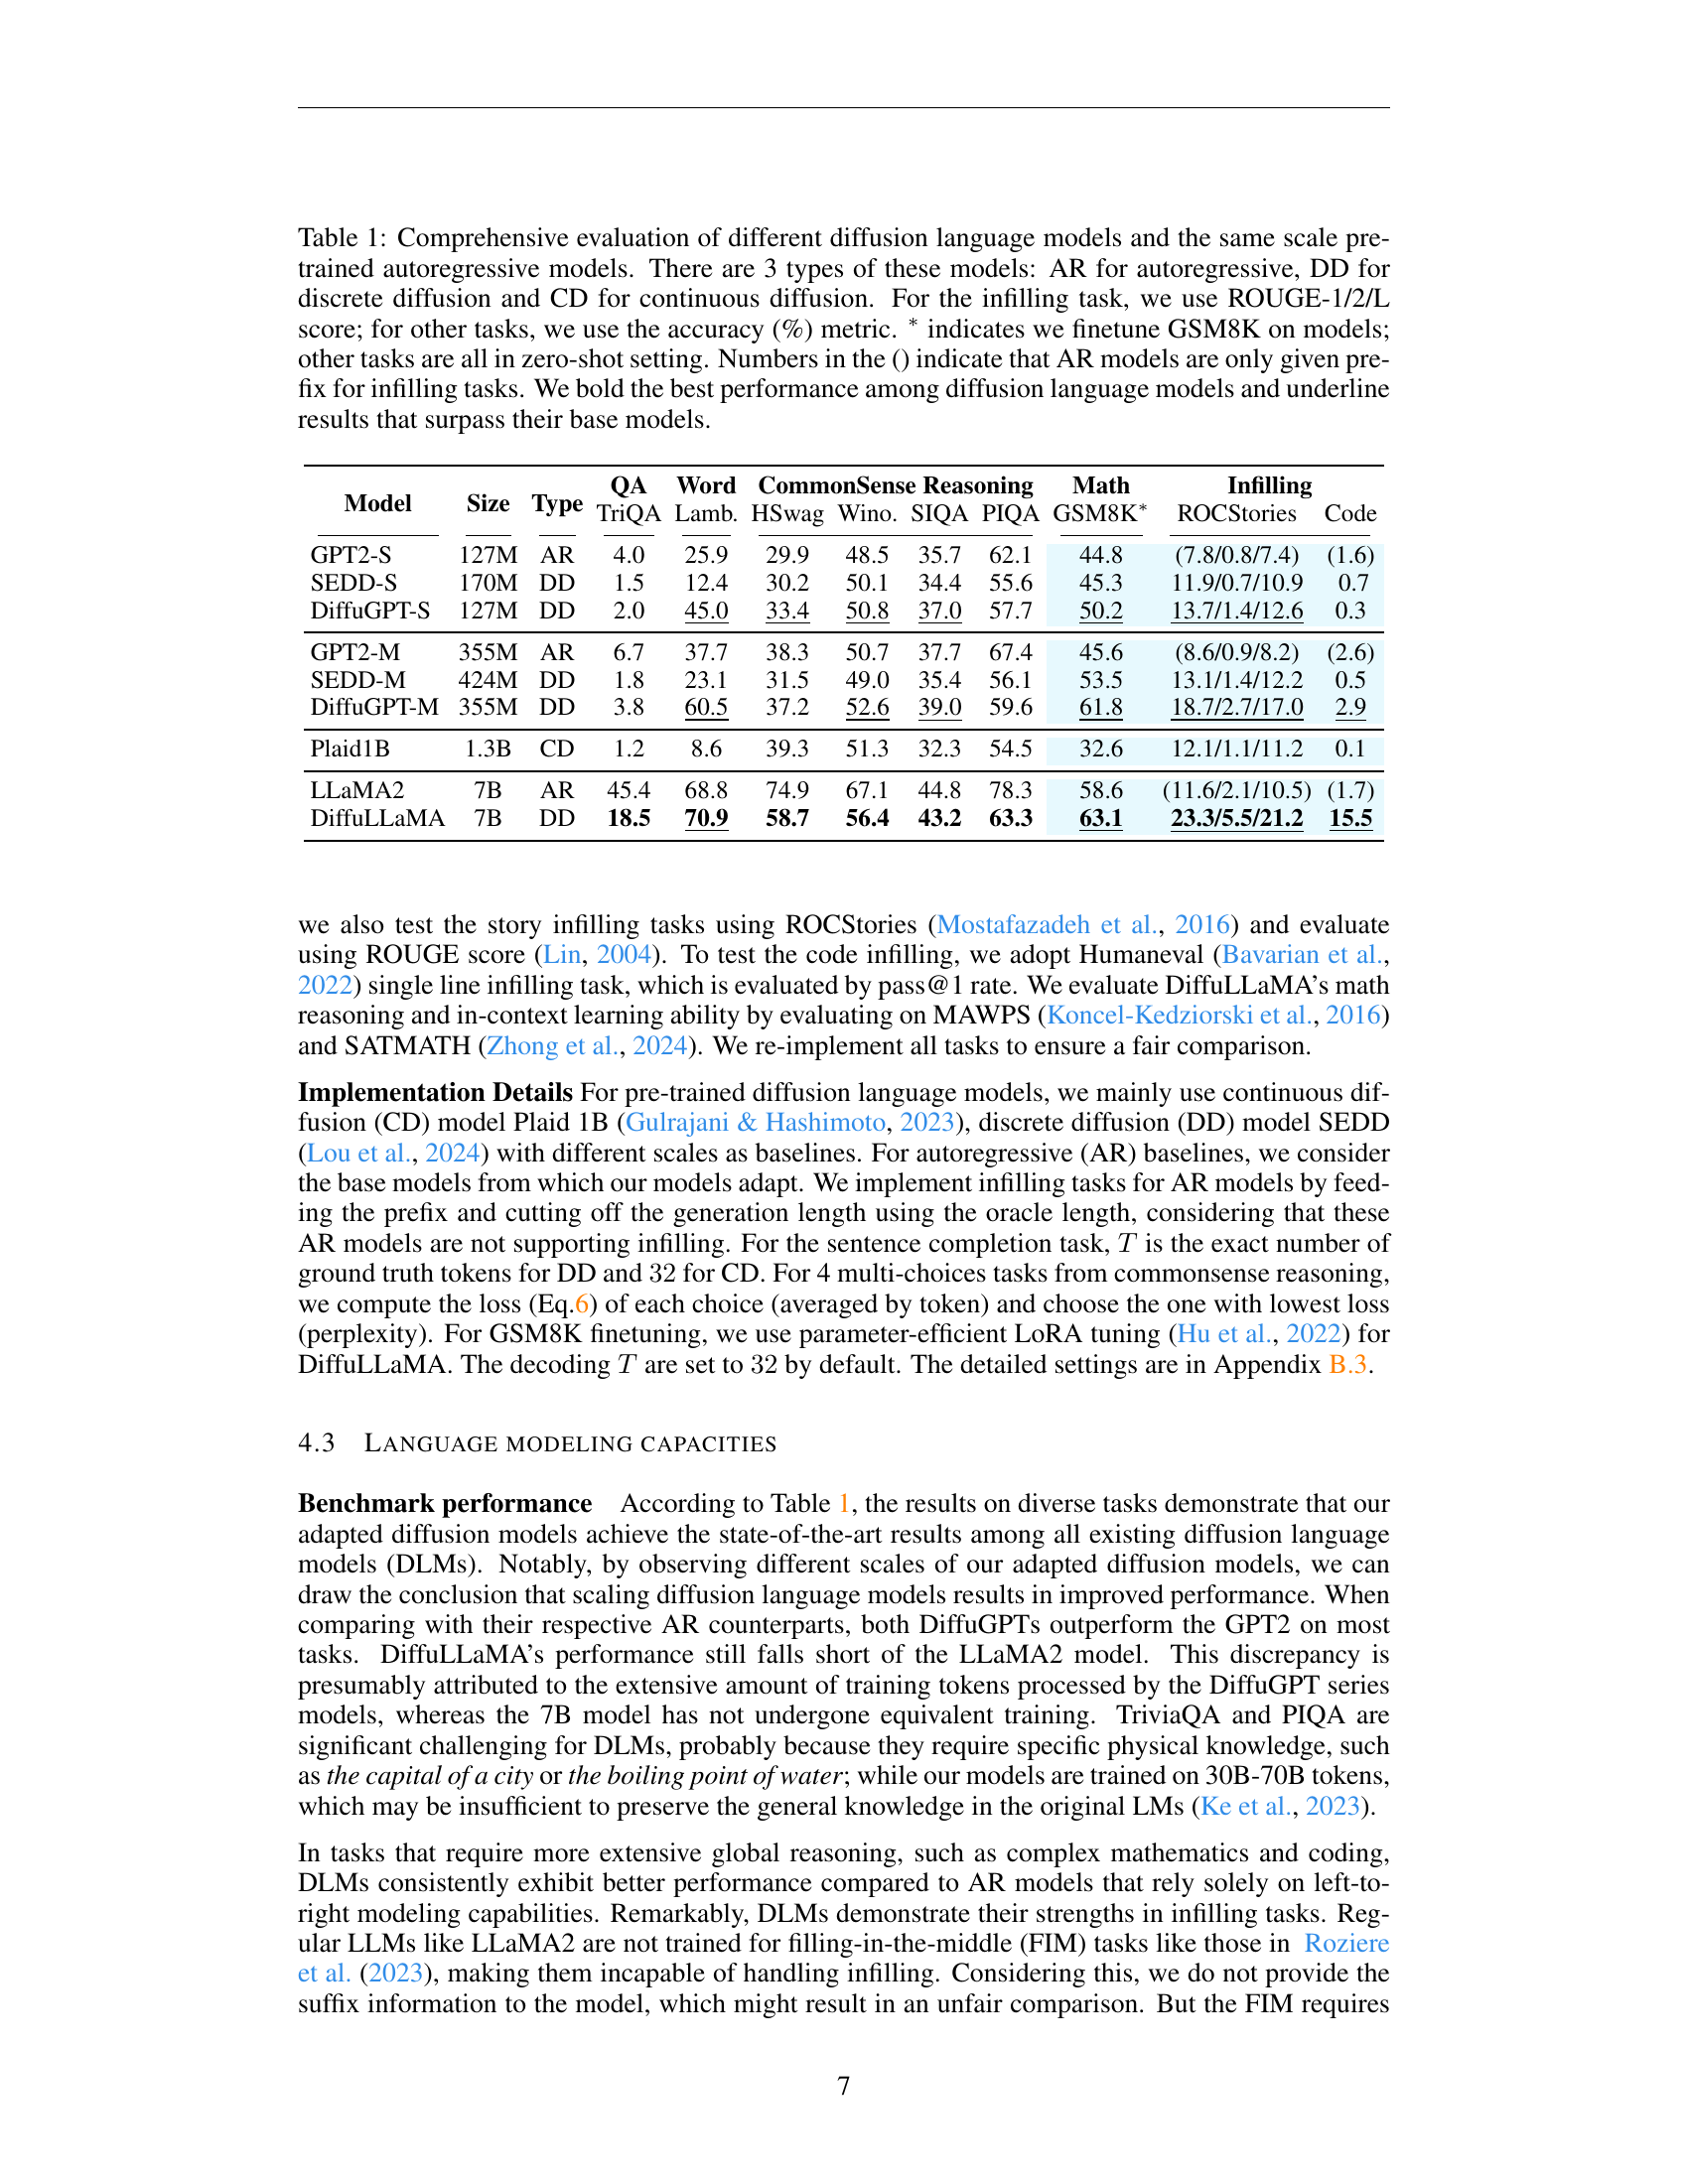 Table 1: Comprehensive evaluation of different diffusion language models and the same scale pre-
trained autoregressive models. There are 3 types of these models: AR for autoregressive, DD for
discrete diffusion and CD for continuous diffusion. For the infilling task, we use ROUGE-1/2/L
score; for other tasks, we use the accuracy (%) metric. * indicates we finetune GSM8K on models;
other tasks are all in zero-shot setting. Numbers in the () indicate that AR models are only given pre-
fix for infilling tasks. We bold the best performance among diffusion language models and underline
results that surpass their base models.
Model Size Type QA Word CommonSense Reasoning Math Infilling
TriQA Lamb. HSwag Wino. SIQA PIQA GSM8K* ROCStories Code
GPT2-S 127M AR 4.0 25.9 29.9 48.5 35.7 62.1 44.8 (7.8/0.8/7.4) (1.6)
SEDD-S 170M DD 1.5 12.4 30.2 50.1 34.4 55.6 45.3 11.9/0.7/10.9 0.7
DiffuGPT-S 127M DD 2.0 45.0 33.4 50.8 37.0 57.7 50.2 13.7/1.4/12.6 0.3
GPT2-M 355M AR 6.7 37.7 38.3 50.7 37.7 67.4 45.6 (8.6/0.9/8.2) (2.6)
SEDD-M 424M DD 1.8 23.1 31.5 49.0 35.4 56.1 53.5 13.1/1.4/12.2 0.5
DiffuGPT-M 355M DD 3.8 60.5 37.2 52.6 39.0 59.6 61.8 18.7/2.7/17.0 2.9
Plaid1B 1.3B CD 1.2 8.6 39.3 51.3 32.3 54.5 32.6 12.1/1.1/11.2 0.1
LLaMA2 7B AR 45.4 68.8 74.9 67.1 44.8 78.3 58.6 (11.6/2.1/10.5) (1.7)
DiffuLLaMA 7B DD 18.5 70.9 58.7 56.4 43.2 63.3 63.1 23.3/5.5/21.2 15.5
we also test the story infilling tasks using ROCStories (Mostafazadeh et al., 2016) and evaluate
using ROUGE score (Lin, 2004). To test the code infilling, we adopt Humaneval (Bavarian et al.,
2022) single line infilling task, which is evaluated by pass@1 rate. We evaluate DiffuLLaMA's math
reasoning and in-context learning ability by evaluating on MAWPS (Koncel-Kedziorski et al., 2016)
and SATMATH (Zhong et al., 2024). We re-implement all tasks to ensure a fair comparison.
Implementation Details For pre-trained diffusion language models, we mainly use continuous dif-
fusion (CD) model Plaid 1B (Gulrajani & Hashimoto, 2023), discrete diffusion (DD) model SEDD
(Lou et al., 2024) with different scales as baselines. For autoregressive (AR) baselines, we consider
the base models from which our models adapt. We implement infilling tasks for AR models by feed-
ing the prefix and cutting off the generation length using the oracle length, considering that these
AR models are not supporting infilling. For the sentence completion task, T is the exact number of
ground truth tokens for DD and 32 for CD. For 4 multi-choices tasks from commonsense reasoning,
we compute the loss (Eq.6) of each choice (averaged by token) and choose the one with lowest loss
(perplexity). For GSM8K finetuning, we use parameter-efficient LoRA tuning (Hu et al., 2022) for
DiffuLLaMA. The decoding T are set to 32 by default. The detailed settings are in Appendix B.3.
4.3 LANGUAGE MODELING CAPACITIES
Benchmark performance According to Table 1, the results on diverse tasks demonstrate that our
adapted diffusion models achieve the state-of-the-art results among all existing diffusion language
models (DLMs). Notably, by observing different scales of our adapted diffusion models, we can
draw the conclusion that scaling diffusion language models results in improved performance. When
comparing with their respective AR counterparts, both DiffuGPTs outperform the GPT2 on most
tasks. DiffuLLaMA's performance still falls short of the LLaMA2 model. This discrepancy is
presumably attributed to the extensive amount of training tokens processed by the DiffuGPT series
models, whereas the 7B model has not undergone equivalent training. TriviaQA and PIQA are
significant challenging for DLMs, probably because they require specific physical knowledge, such
as the capital of a city or the boiling point of water; while our models are trained on 30B-70B tokens,
which may be insufficient to preserve the general knowledge in the original LMs (Ke et al., 2023).
In tasks that require more extensive global reasoning, such as complex mathematics and coding,
DLMs consistently exhibit better performance compared to AR models that rely solely on left-to-
right modeling capabilities. Remarkably, DLMs demonstrate their strengths in infilling tasks. Reg-
ular LLMs like LLaMA2 are not trained for filling-in-the-middle (FIM) tasks like those in Roziere
et al. (2023), making them incapable of handling infilling. Considering this, we do not provide the
suffix information to the model, which might result in an unfair comparison. But the FIM requires
7